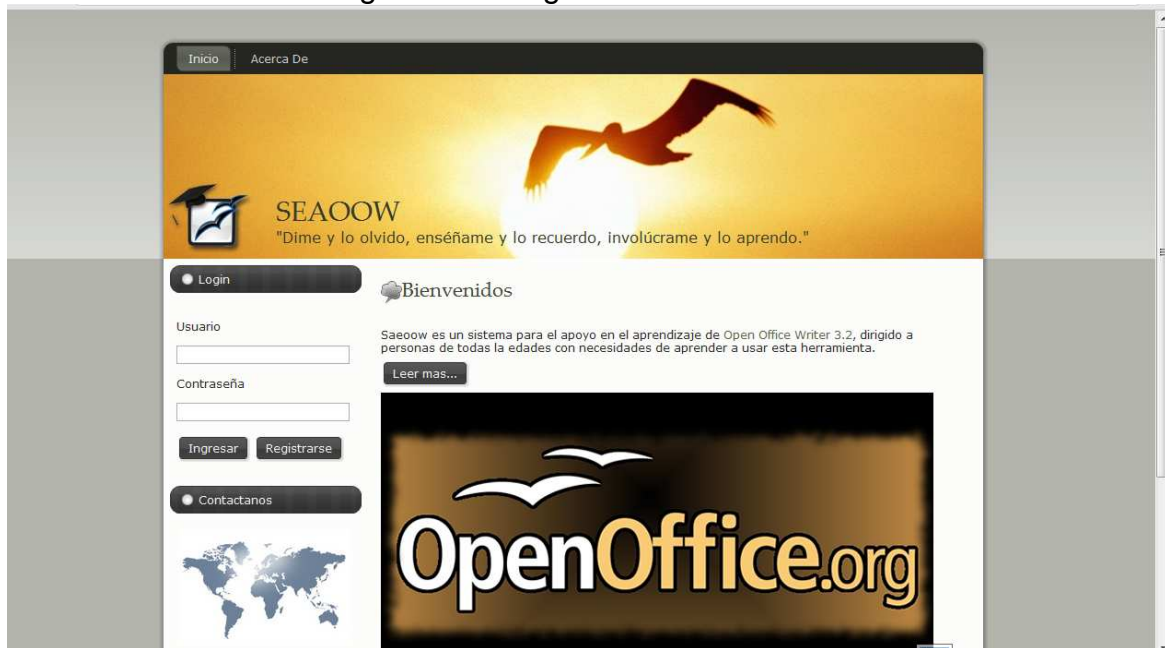 Inicio
Acerca De
SEAOOW
"Dime y lo olvido, enséñame y lo recuerdo, involúcrame y lo aprendo."
Login
Usuario
Contraseña
Ingresar
Registrarse
Contactanos
Bienvenidos
Saeoow es un sistema para el apoyo en el aprendizaje de Open Office Writer 3.2, dirigido a
personas de todas la edades con necesidades de aprender a usar esta herramienta.
Leer mas...
OpenOffice.org